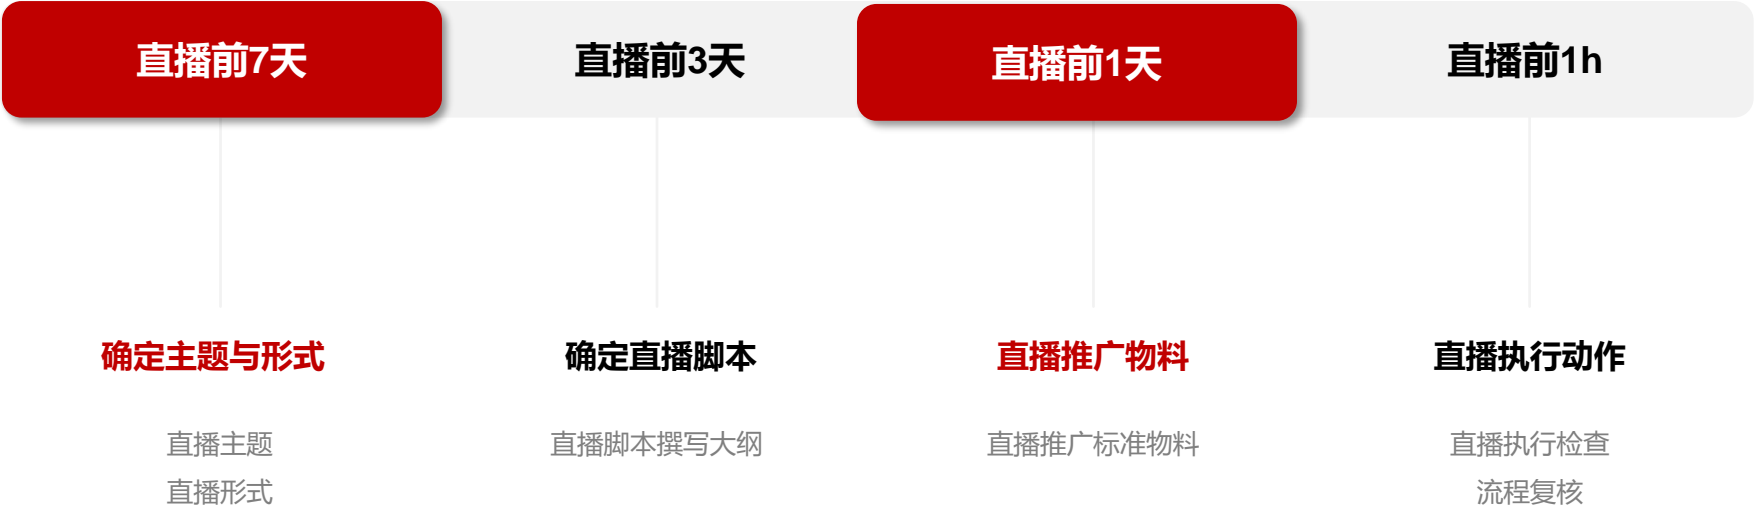 直播前7天
直播前3天
直播前1天
直播前1h
确定主题与形式
确定直播脚本
直播推广物料
直播执行动作
直播主题
直播形式
直播脚本撰写大纲
直播推广标准物料
直播执行检查
流程复核